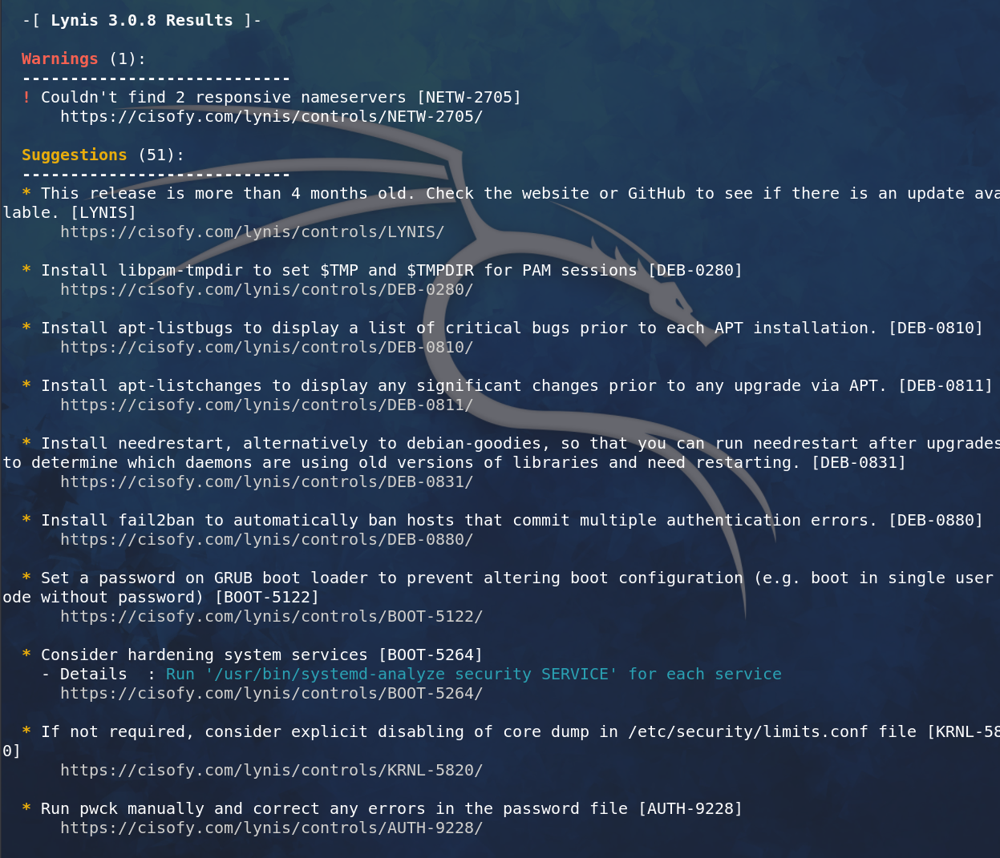 -[ Lynis 3.0.8 Results ]-
Warnings (1):
----------------------------
! Couldn't find 2 responsive nameservers [NETW-2705]
https://cisofy.com/lynis/controls/NETW-2705/
Suggestions (51):
----------------------------
* This release is more than 4 months old. Check the website or GitHub to see if there is an update ava
lable. [LYNIS]
https://cisofy.com/lynis/controls/LYNIS/
* Install libpam-tmpdir to set $TMP and $TMPDIR for PAM sessions [DEB-0280]
https://cisofy.com/lynis/controls/DEB-0280/
* Install apt-listbugs to display a list of critical bugs prior to each APT installation. [DEB-0810]
https://cisofy.com/lynis/controls/DEB-0810/
* Install apt-listchanges to display any significant changes prior to any upgrade via APT. [DEB-0811]
https://cisofy.com/lynis/controls/DEB-0811/
* Install needrestart, alternatively to debian-goodies, so that you can run needrestart after upgrades
to determine which daemons are using old versions of libraries and need restarting. [DEB-0831]
https://cisofy.com/lynis/controls/DEB-0831/
* Install fail2ban to automatically ban hosts that commit multiple authentication errors. [DEB-0880]
https://cisofy.com/lynis/controls/DEB-0880/
* Set a password on GRUB boot loader to prevent altering boot configuration (e.g. boot in single user
ode without password) [BOOT-5122]
https://cisofy.com/lynis/controls/BOOT-5122/
* Consider hardening system services [BOOT-5264]
- Details  : Run '/usr/bin/systemd-analyze security SERVICE' for each service
https://cisofy.com/lynis/controls/BOOT-5264/
* If not required, consider explicit disabling of core dump in /etc/security/limits.conf file [KRNL-58
0]
https://cisofy.com/lynis/controls/KRNL-5820/
* Run pwck manually and correct any errors in the password file [AUTH-9228]
https://cisofy.com/lynis/controls/AUTH-9228/